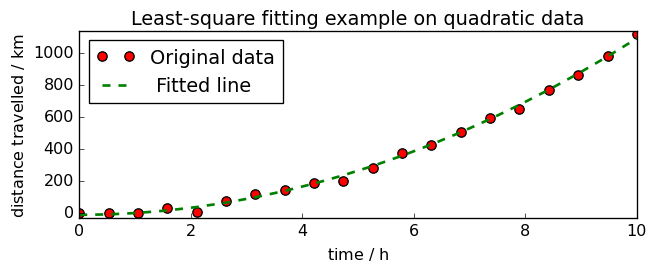 Least-square fitting example on quadratic data
distance travelled / km
1000
800
600
400
200
0
Original data
Fitted line
0 2 4 6 8 10
time / h